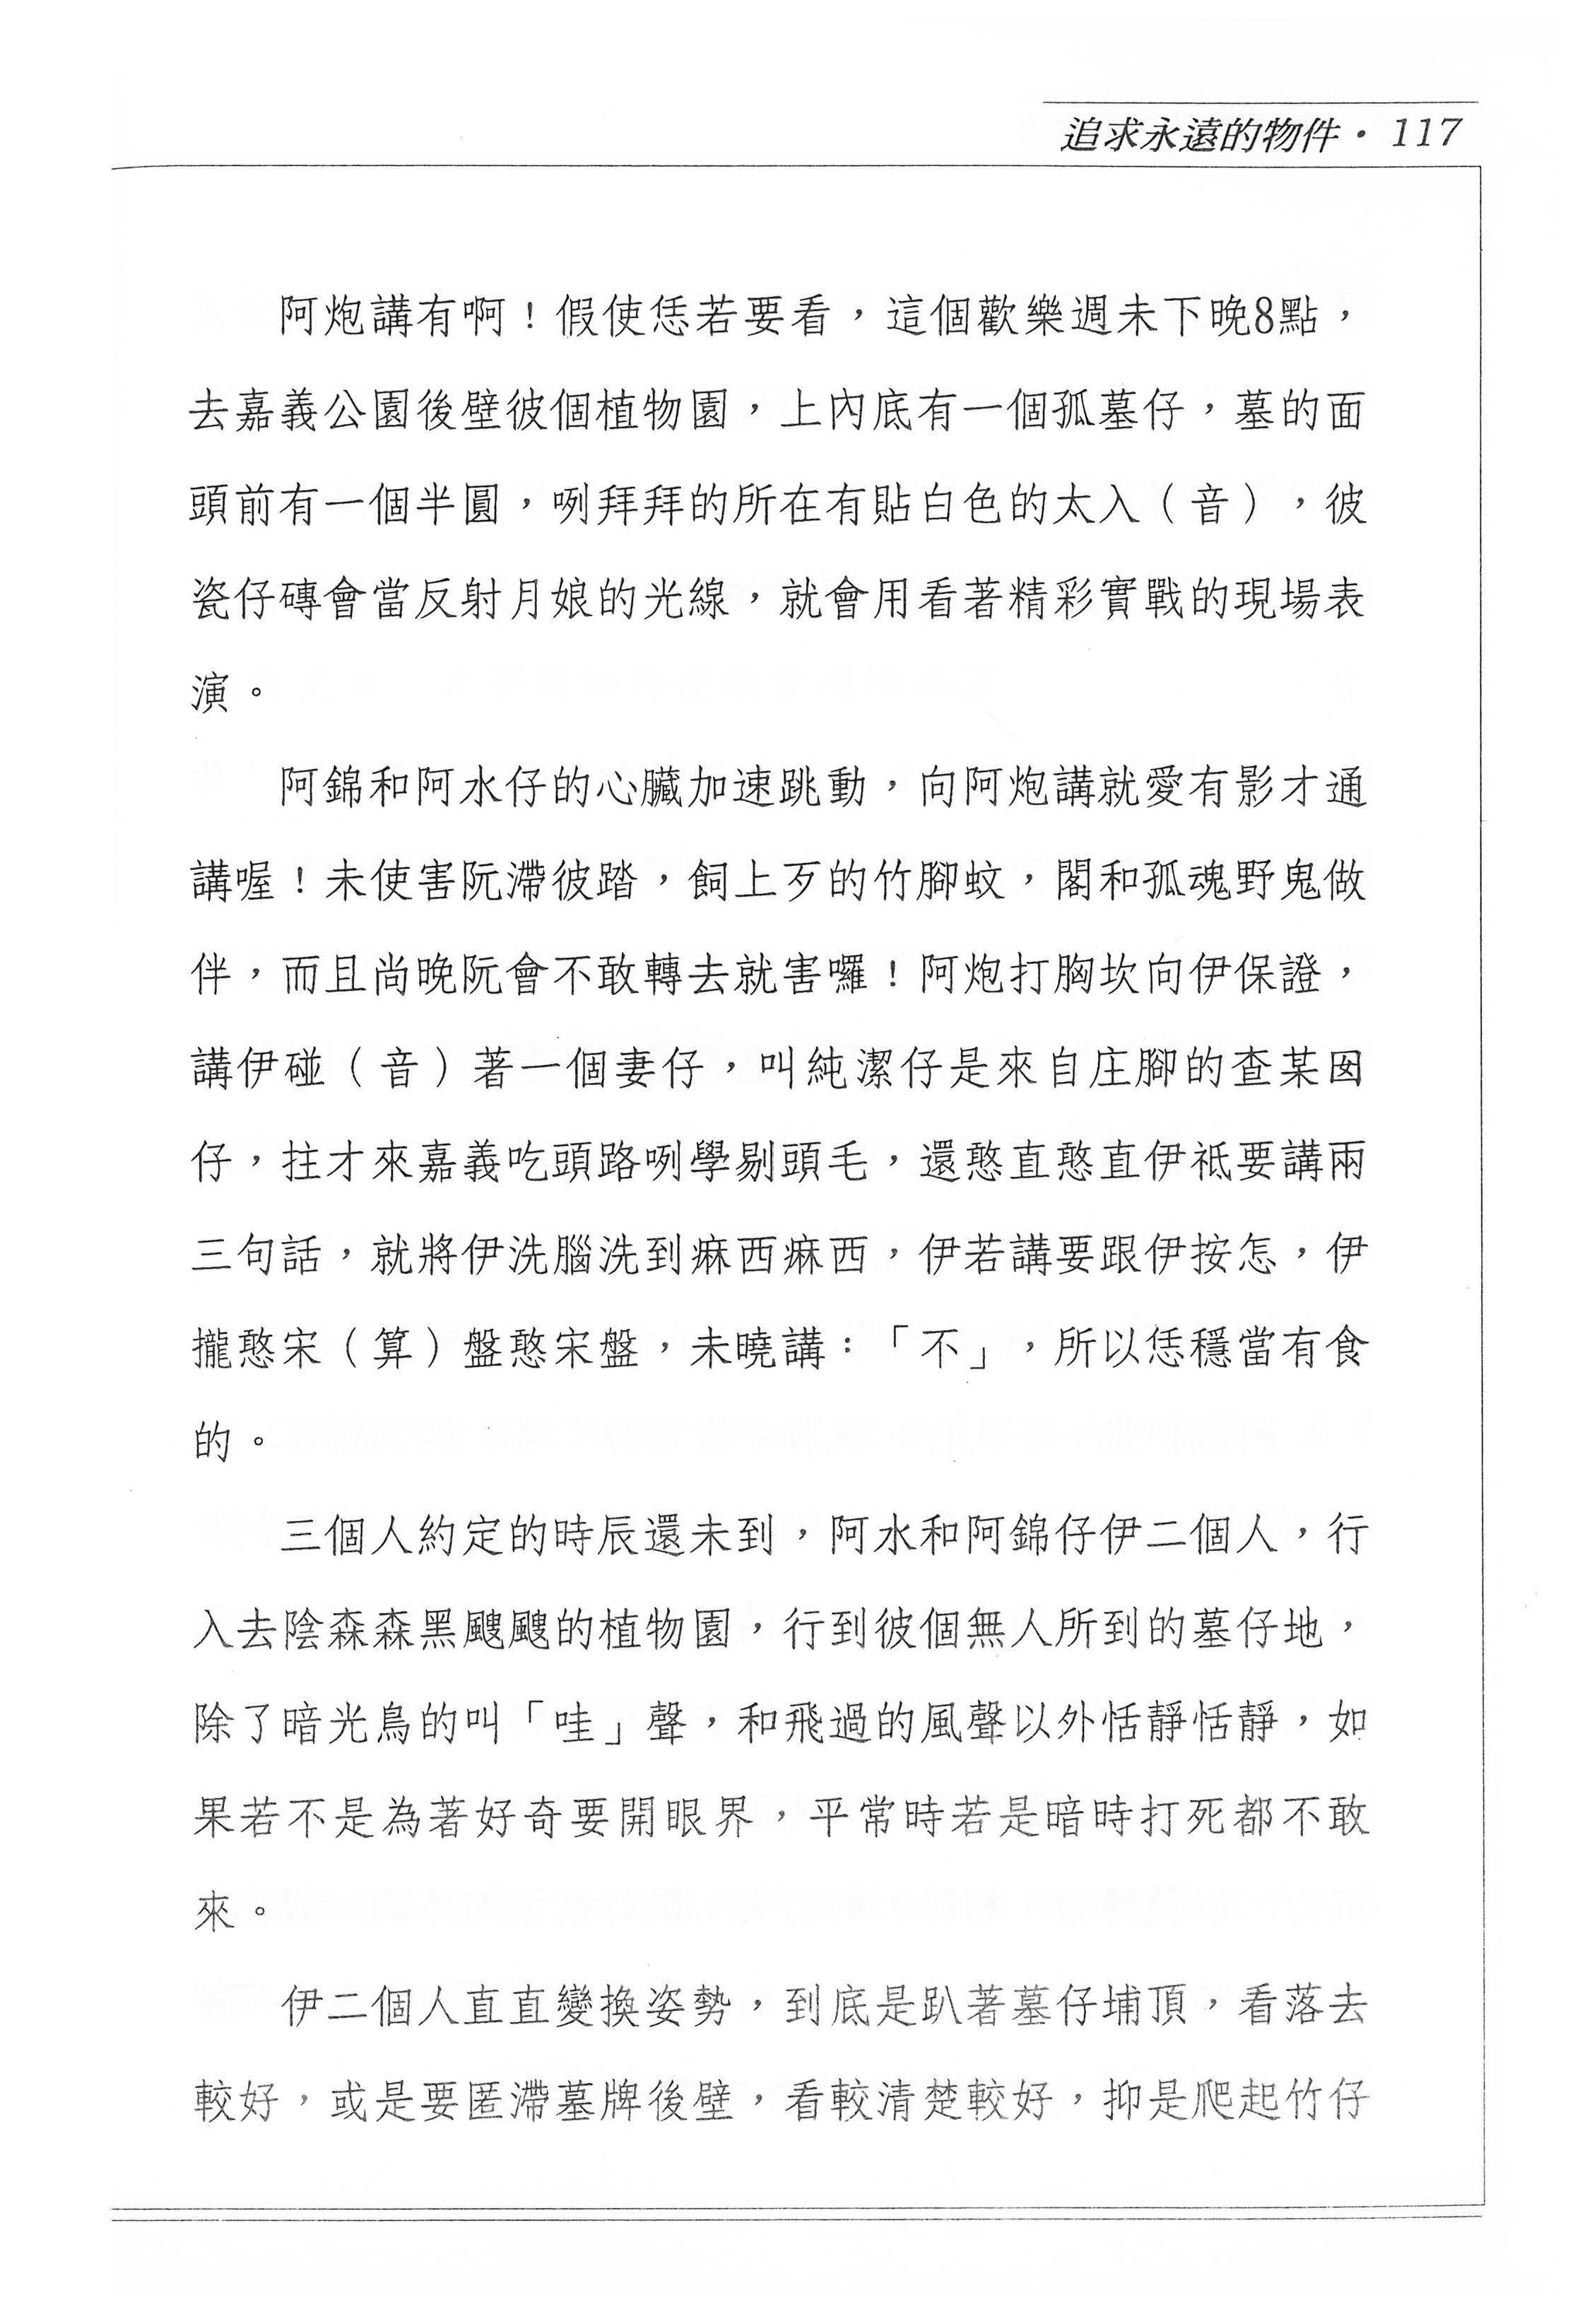 追求永遠的物件・117
阿炮講有啊！假使恁若要看，這個歡樂週未下晚8點，
去嘉義公園後壁彼個植物園，上內底有一個孤墓仔，墓的面
頭前有一個半圓，咧拜拜的所在有貼白色的太入（音），彼
瓷仔磚會當反射月娘的光線，就會用看著精彩實戰的現場表
演。
阿錦和阿水仔的心臟加速跳動，向阿炮講就愛有影才通
講喔！未使害阮滯彼踏，飼上歹的竹腳蚊，閣和孤魂野鬼做
伴，而且尚晚阮會不敢轉去就害囉！阿炮打胸坎向伊保證，
講伊碰（音）著一個妻仔，叫純潔仔是來自庄腳的查某囡
仔，拄才來嘉義吃頭路咧學剔頭毛，還憨直憨直伊祗要講兩
三句話，就將伊洗腦洗到痳西痳西，伊若講要跟伊按怎，伊
攏憨宋（算）盤憨宋盤，未曉講：「不」，所以恁穩當有食
的。
三個人約定的時辰還未到，阿水和阿錦仔伊二個人，行
入去陰森森黑颼颼的植物園，行到彼個無人所到的墓仔地，
除了暗光鳥的叫「哇」聲，和飛過的風聲以外恬靜恬靜，如
果若不是為著好奇要開眼界，平常時若是暗時打死都不敢
來。
伊二個人直直變換姿勢，到底是趴著墓仔埔頂，看落去
較好，或是要匿滯墓牌後壁，看較清楚較好，抑是爬起竹仔